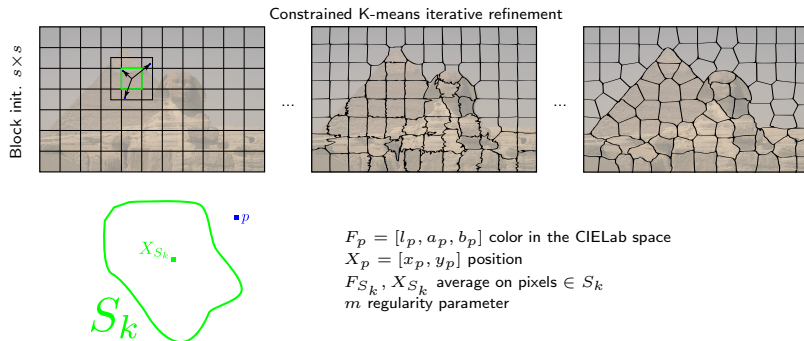 Constrained K-means iterative refinement
Block init. s×s
...
...
p
X_{S_k}
S_k
F_p = [l_p, a_p, b_p] color in the CIELab space
X_p = [x_p, y_p] position
F_{S_k}, X_{S_k} average on pixels ∈ S_k
m regularity parameter